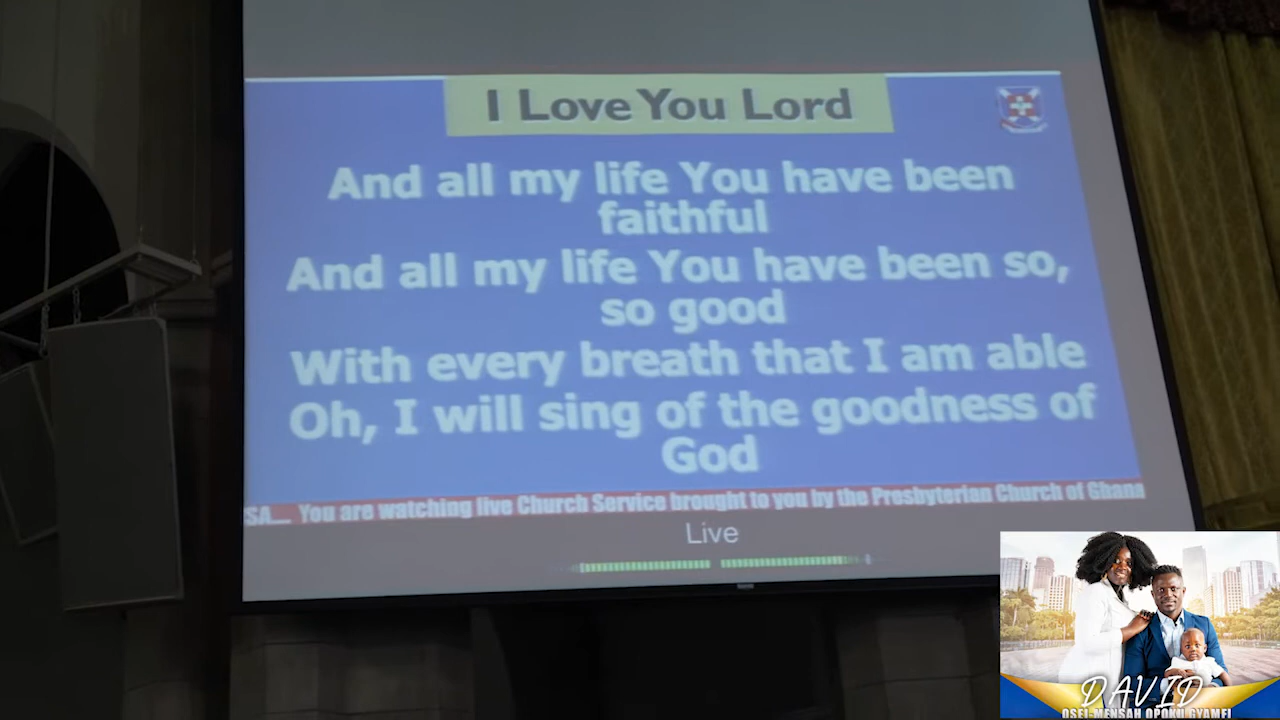 I Love You Lord
And all my life You have been
faithful
And all my life You have been so,
so good
With every breath that I am able
Oh, I will sing of the goodness of
God
SA... You are watching live Church Service brought to you by the Presbyterian Church of Ghana
Live
DAVID
OSEI-MENSAH OPOKU GYAMFI